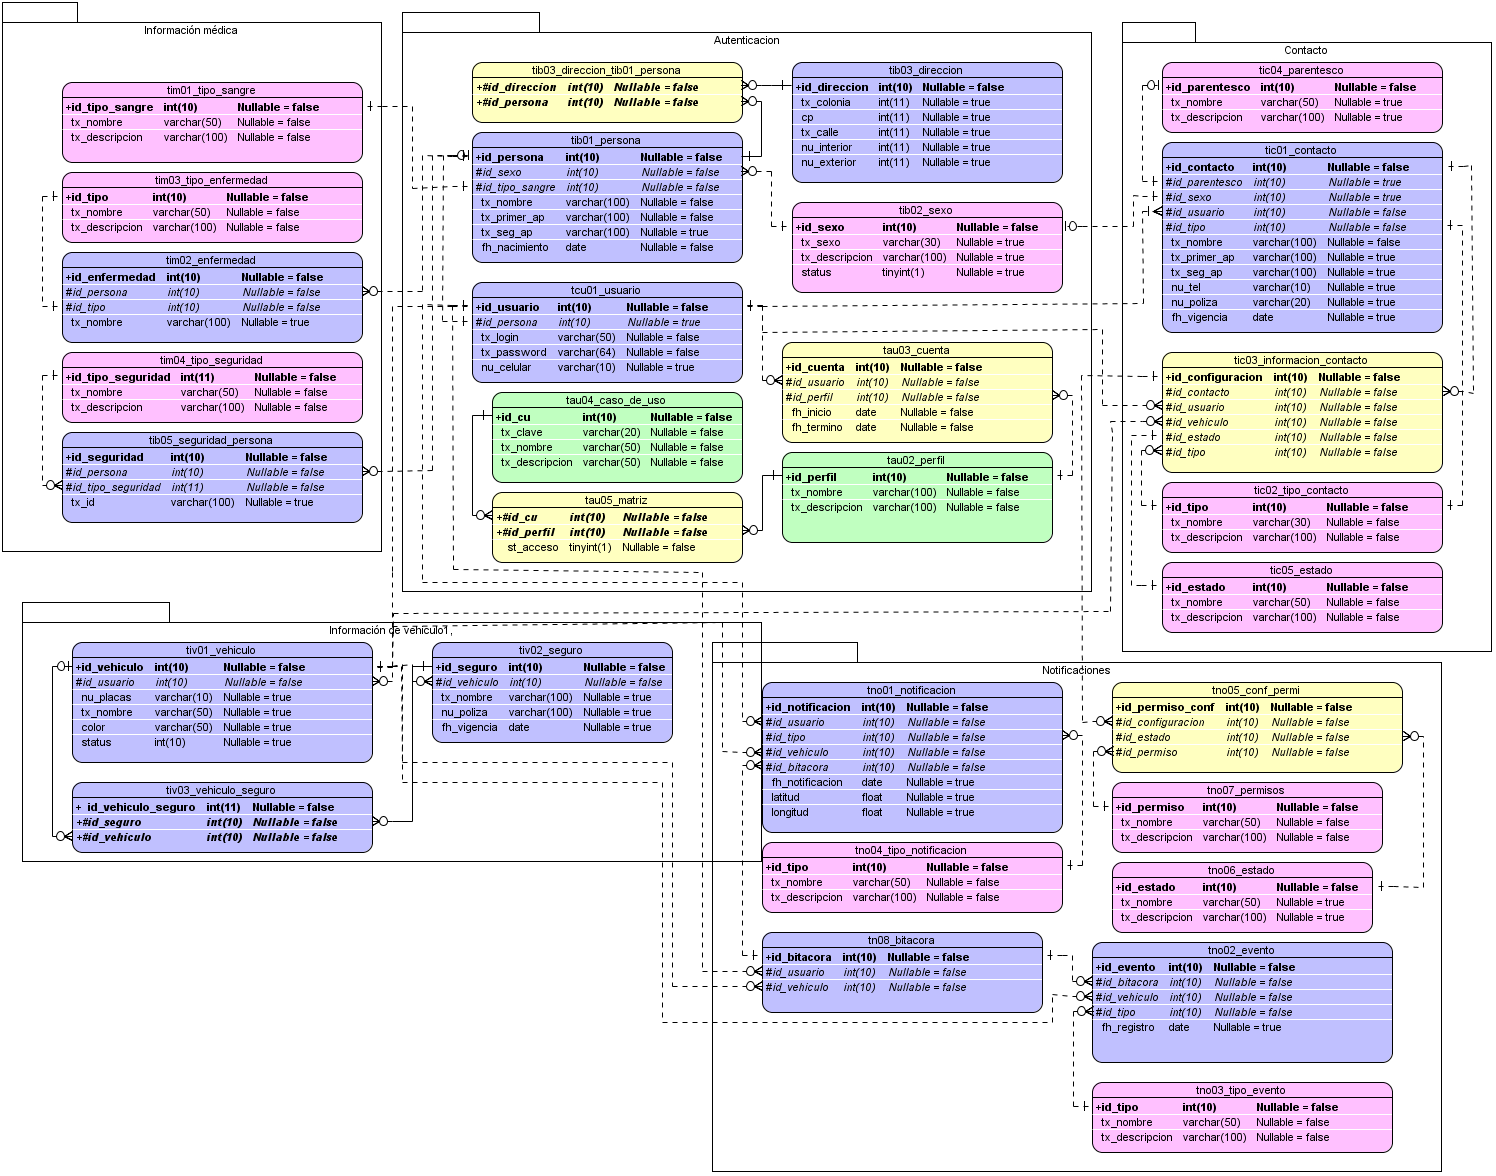 Información médica
tim01_tipo_sangre
+id_tipo_sangre int(10) Nullable = false
tx_nombre varchar(50) Nullable = false
tx_descripcion varchar(100) Nullable = false
tim03_tipo_enfermedad
+id_tipo int(10) Nullable = false
tx_nombre varchar(50) Nullable = false
tx_descripcion varchar(100) Nullable = false
tim02_enfermedad
+id_enfermedad int(10) Nullable = false
#id_persona int(10) Nullable = false
#id_tipo int(10) Nullable = false
tx_nombre varchar(100) Nullable = true
tim04_tipo_seguridad
+id_tipo_seguridad int(11) Nullable = false
tx_nombre varchar(50) Nullable = false
tx_descripcion varchar(100) Nullable = false
tib05_seguridad_persona
+id_seguridad int(10) Nullable = false
#id_persona int(10) Nullable = false
#id_tipo_seguridad int(11) Nullable = false
tx_id varchar(100) Nullable = true
Autenticacion
tib03_direccion_tib01_persona
+#id_direccion int(10) Nullable = false
+#id_persona int(10) Nullable = false
tib01_persona
+id_persona int(10) Nullable = false
#id_sexo int(10) Nullable = false
#id_tipo_sangre int(10) Nullable = false
tx_nombre varchar(100) Nullable = false
tx_primer_ap varchar(100) Nullable = false
tx_seg_ap varchar(100) Nullable = true
fh_nacimiento date Nullable = false
tcu01_usuario
+id_usuario int(10) Nullable = false
#id_persona int(10) Nullable = true
tx_login varchar(50) Nullable = false
tx_password varchar(64) Nullable = false
nu_celular varchar(10) Nullable = true
tau04_caso_de_uso
+id_cu int(10) Nullable = false
tx_clave varchar(20) Nullable = false
tx_nombre varchar(50) Nullable = false
tx_descripcion varchar(50) Nullable = false
tau05_matriz
+#id_cu int(10) Nullable = false
+#id_perfil int(10) Nullable = false
st_acceso tinyint(1) Nullable = false
tib03_direccion
+id_direccion int(10) Nullable = false
tx_colonia int(11) Nullable = true
cp int(11) Nullable = true
tx_calle int(11) Nullable = true
nu_interior int(11) Nullable = true
nu_exterior int(11) Nullable = true
tib02_sexo
+id_sexo int(10) Nullable = false
tx_sexo varchar(30) Nullable = true
tx_descripcion varchar(100) Nullable = true
status tinyint(1) Nullable = true
tau03_cuenta
+id_cuenta int(10) Nullable = false
#id_usuario int(10) Nullable = false
#id_perfil int(10) Nullable = false
fh_inicio date Nullable = false
fh_termino date Nullable = false
tau02_perfil
+id_perfil int(10) Nullable = false
tx_nombre varchar(100) Nullable = false
tx_descripcion varchar(100) Nullable = false
Contacto
tic04_parentesco
+id_parentesco int(10) Nullable = false
tx_nombre varchar(50) Nullable = true
tx_descripcion varchar(100) Nullable = true
tic01_contacto
+id_contacto int(10) Nullable = false
#id_parentesco int(10) Nullable = true
#id_sexo int(10) Nullable = true
#id_usuario int(10) Nullable = false
#id_tipo int(10) Nullable = false
tx_nombre varchar(100) Nullable = true
tx_primer_ap varchar(100) Nullable = true
tx_seg_ap varchar(100) Nullable = true
nu_tel varchar(10) Nullable = true
nu_poliza varchar(20) Nullable = true
fh_vigencia date Nullable = true
tic03_informacion_contacto
+id_configuracion int(10) Nullable = false
#id_contacto int(10) Nullable = false
#id_usuario int(10) Nullable = false
#id_vehiculo int(10) Nullable = false
#id_estado int(10) Nullable = false
#id_tipo int(10) Nullable = false
tic02_tipo_contacto
+id_tipo int(10) Nullable = false
tx_nombre varchar(30) Nullable = true
tx_descripcion varchar(100) Nullable = false
tic05_estado
+id_estado int(10) Nullable = false
tx_nombre varchar(50) Nullable = false
tx_descripcion varchar(100) Nullable = false
Información de vehiculo1,
tiv01_vehiculo
+id_vehiculo int(10) Nullable = false
#id_usuario int(10) Nullable = false
nu_placas varchar(10) Nullable = true
tx_nombre varchar(50) Nullable = true
color varchar(50) Nullable = true
status int(10) Nullable = true
tiv02_seguro
+id_seguro int(10) Nullable = false
#id_vehiculo int(10) Nullable = false
tx_nombre varchar(100) Nullable = true
nu_poliza varchar(100) Nullable = true
fh_vigencia date Nullable = true
tiv03_vehiculo_seguro
+ id_vehiculo_seguro int(11) Nullable = false
+#id_seguro int(10) Nullable = false
+#id_vehiculo int(10) Nullable = false
Notificaciones
tno01_notificacion
+id_notificacion int(10) Nullable = false
#id_usuario int(10) Nullable = false
#id_tipo int(10) Nullable = false
#id_vehiculo int(10) Nullable = false
#id_bitacora int(10) Nullable = false
fh_notificacion date Nullable = true
latitud float Nullable = true
longitud float Nullable = true
tno04_tipo_notificacion
+id_tipo int(10) Nullable = false
tx_nombre varchar(50) Nullable = false
tx_descripcion varchar(100) Nullable = false
tn08_bitacora
+id_bitacora int(10) Nullable = false
#id_usuario int(10) Nullable = false
#id_vehiculo int(10) Nullable = false
tno05_conf_permi
+id_permiso_conf int(10) Nullable = false
#id_configuracion int(10) Nullable = false
#id_estado int(10) Nullable = false
#id_permiso int(10) Nullable = false
tno07_permisos
+id_permiso int(10) Nullable = false
tx_nombre varchar(50) Nullable = false
tx_descripcion varchar(100) Nullable = false
tno06_estado
+id_estado int(10) Nullable = false
tx_nombre varchar(50) Nullable = true
tx_descripcion varchar(100) Nullable = true
tno02_evento
+id_evento int(10) Nullable = false
#id_bitacora int(10) Nullable = false
#id_vehiculo int(10) Nullable = false
#id_tipo int(10) Nullable = false
fh_registro date Nullable = true
tno03_tipo_evento
+id_tipo int(10) Nullable = false
tx_nombre varchar(50) Nullable = false
tx_descripcion varchar(100) Nullable = false